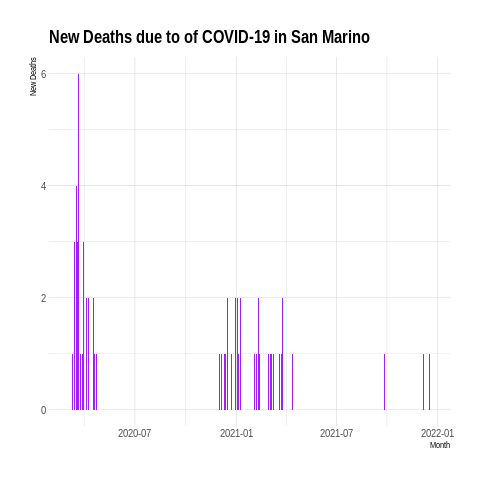 New Deaths due to of COVID-19 in San Marino
New Deaths
6
4
2
0
2020-07 2021-01 2021-07 2022-01
Month